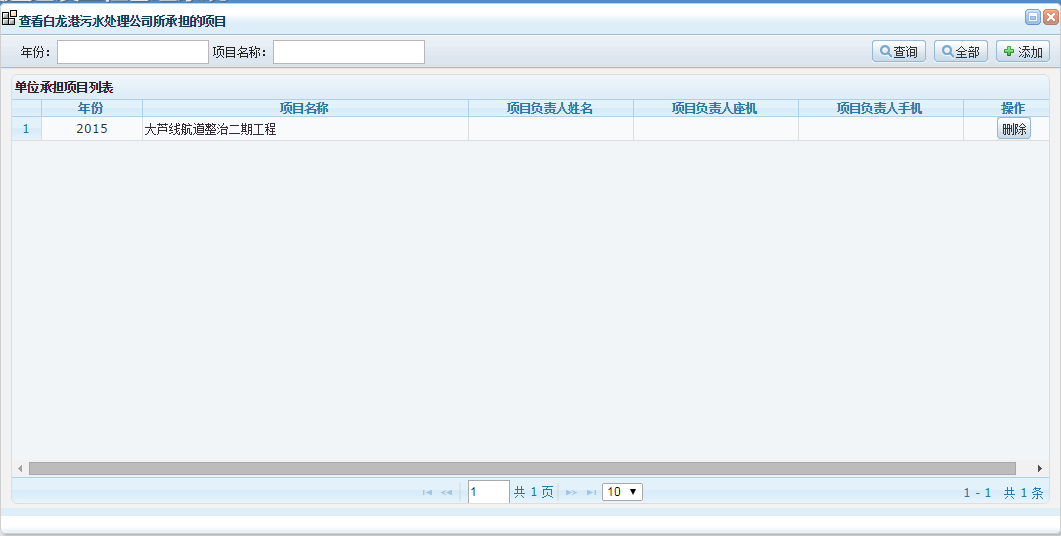 查看白龙港污水处理公司所承担的项目
年份： 项目名称： 查询 全部 添加
单位承担项目列表
年份 项目名称 项目负责人姓名 项目负责人座机 项目负责人手机 操作
1 2015 大芦线航道整治二期工程 删除
1 共 1 页 10 1 - 1 共 1 条